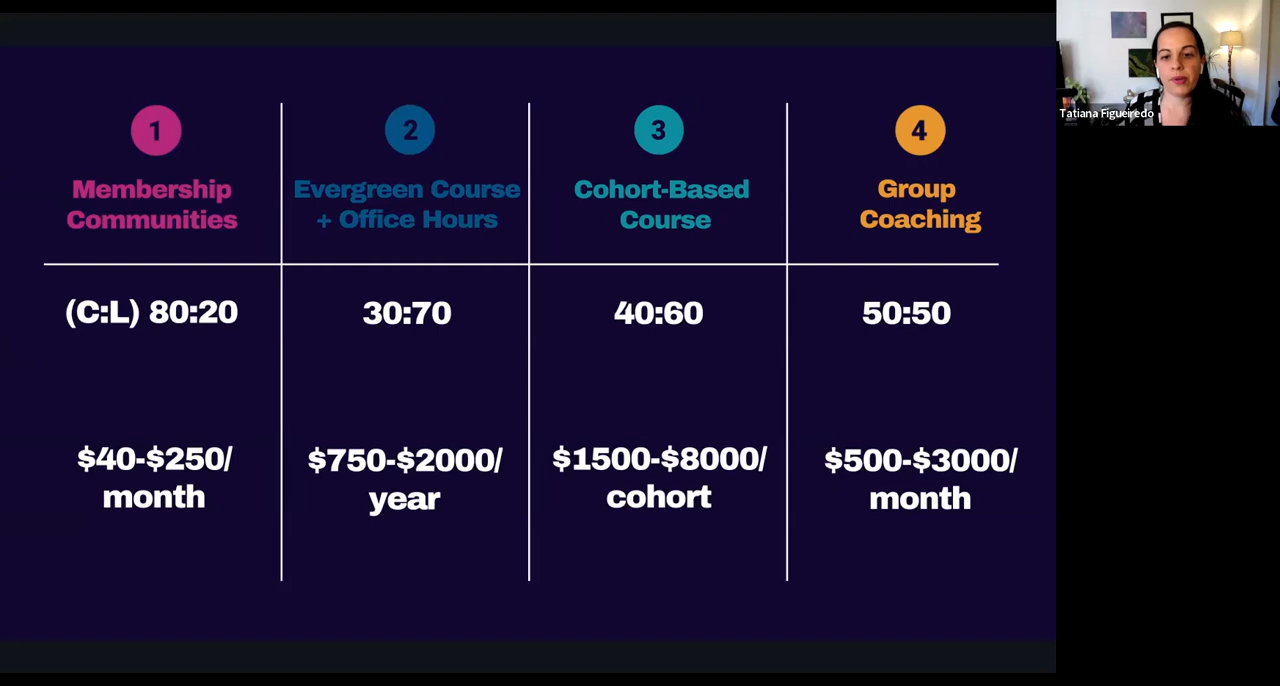 1
Membership
Communities
(C:L) 80:20
$40-$250/
month
2
Evergreen Course
+ Office Hours
30:70
$750-$2000/
year
3
Cohort-Based
Course
40:60
$1500-$8000/
cohort
4
Group
Coaching
50:50
$500-$3000/
month
Tatiana Figueiredo